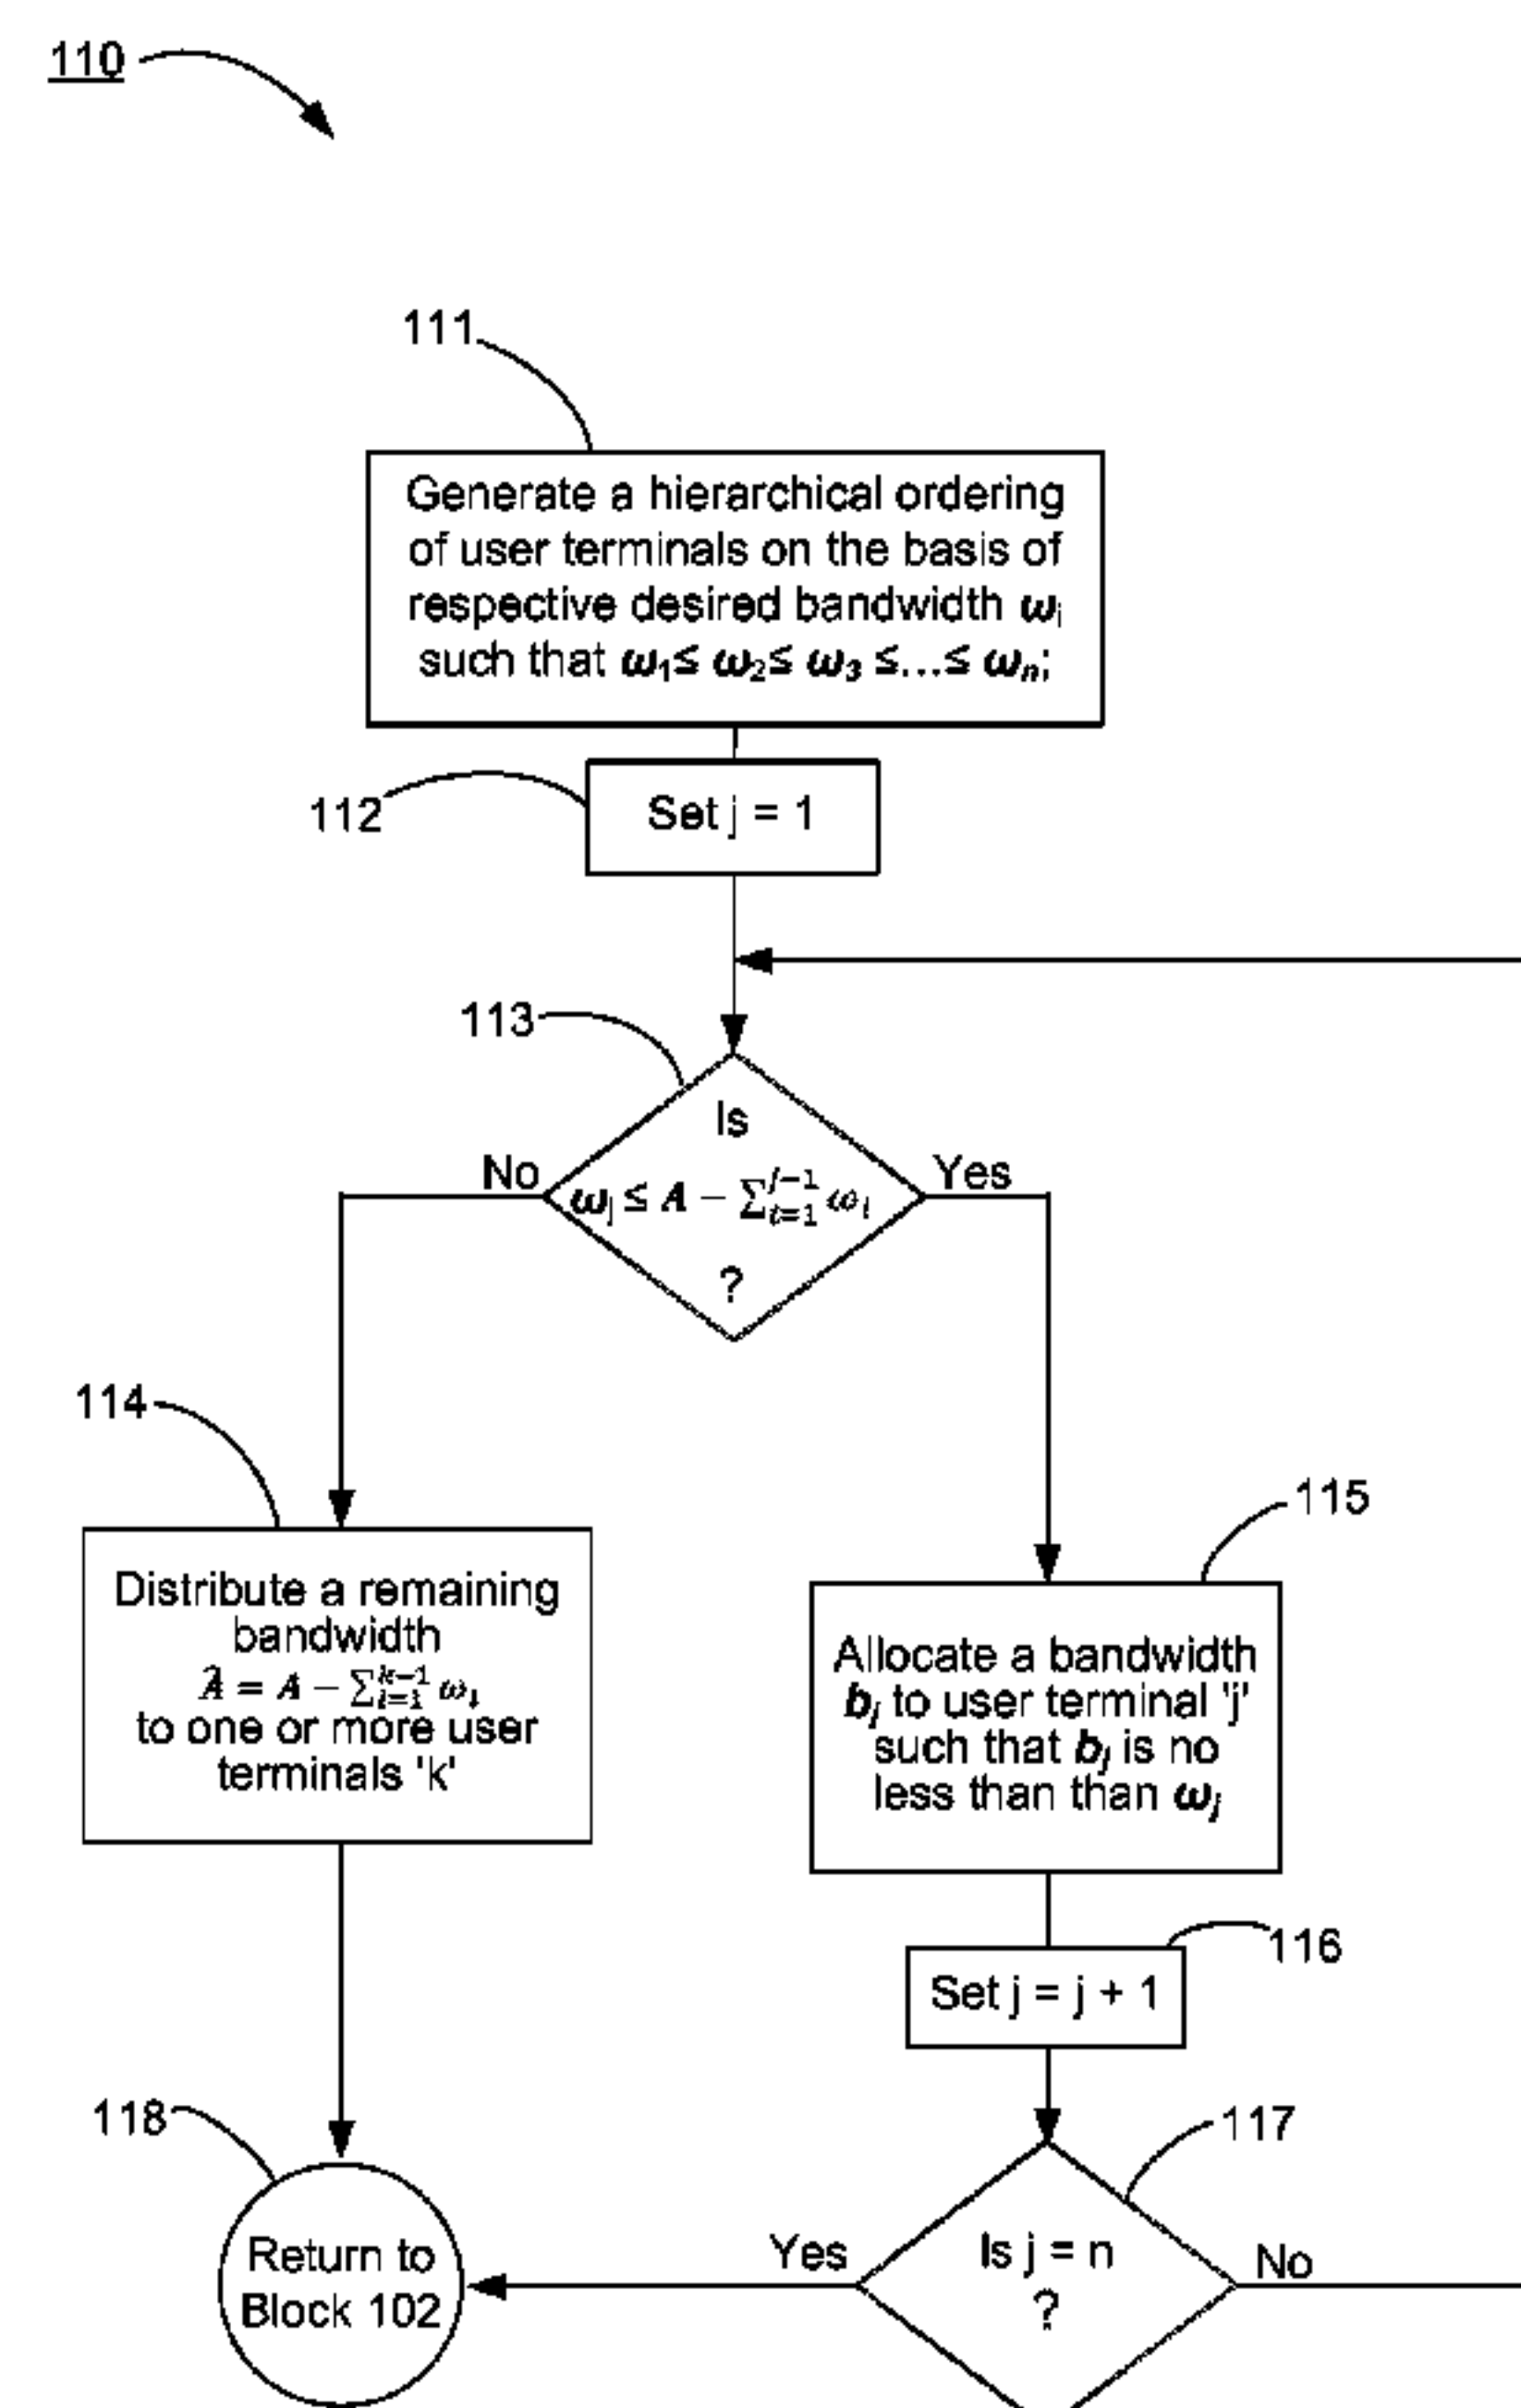 110
111
Generate a hierarchical ordering
of user terminals on the basis of
respective desired bandwidth ωi
such that ω1≤ ω2≤ ω3 ≤...≤ ωn;
112
Set j = 1
113
Is
No
Yes
ωj ≤ A − ∑_{i=1}^{j−1} ωi
?
114
115
Distribute a remaining
bandwidth
Â = A − ∑_{i=1}^{k−1} ωi
to one or more user
terminals 'k'
Allocate a bandwidth
bj to user terminal 'j'
such that bj is no
less than than ωj
116
Set j = j + 1
118
117
Return to
Block 102
Yes
Is j = n
?
No